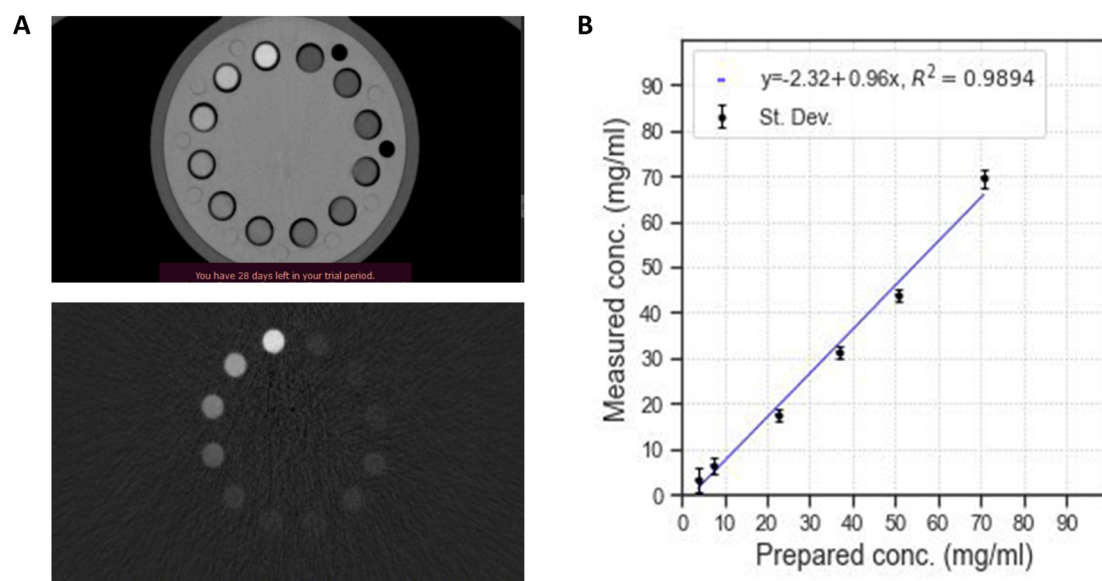 A
You have 28 days left in your trial period.
B
y=-2.32+0.96x, R² = 0.9894
St. Dev.
Measured conc. (mg/ml)
90
80
70
60
50
40
30
20
10
0
0 10 20 30 40 50 60 70 80 90
Prepared conc. (mg/ml)